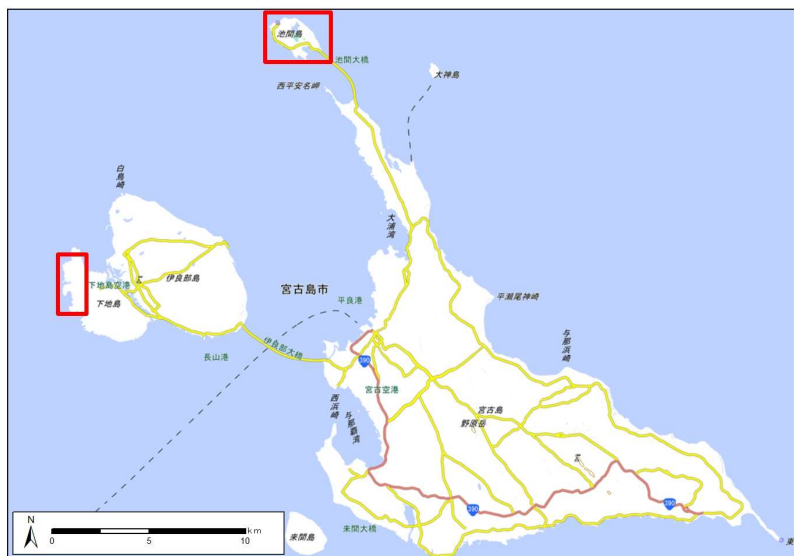 池間島
池間大橋
西平安名岬
大神島
白鳥崎
大浦湾
下地島空港
伊良部島
下地島
宮古島市
平良港
平瀬尾神崎
与那浜崎
長山港
伊良部大橋
390
宮古空港
西浜崎
与那覇湾
宮古島
野原岳
390
390
来間大橋
来間島
東
N
0 5 10 km